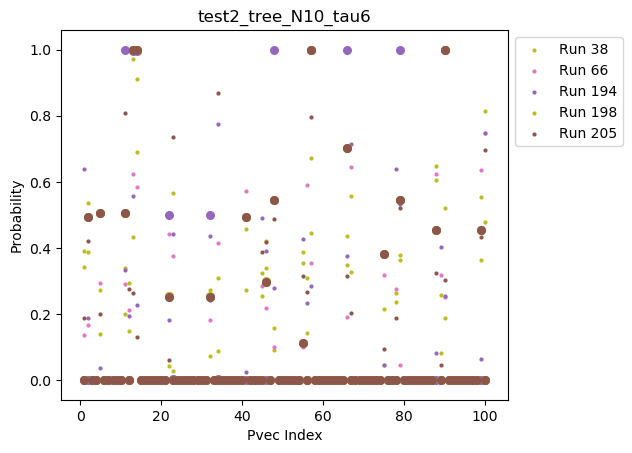 test2_tree_N10_tau6
1.0
0.8
0.6
0.4
0.2
0.0
Probability
0
20
40
60
80
100
Pvec Index
Run 38
Run 66
Run 194
Run 198
Run 205